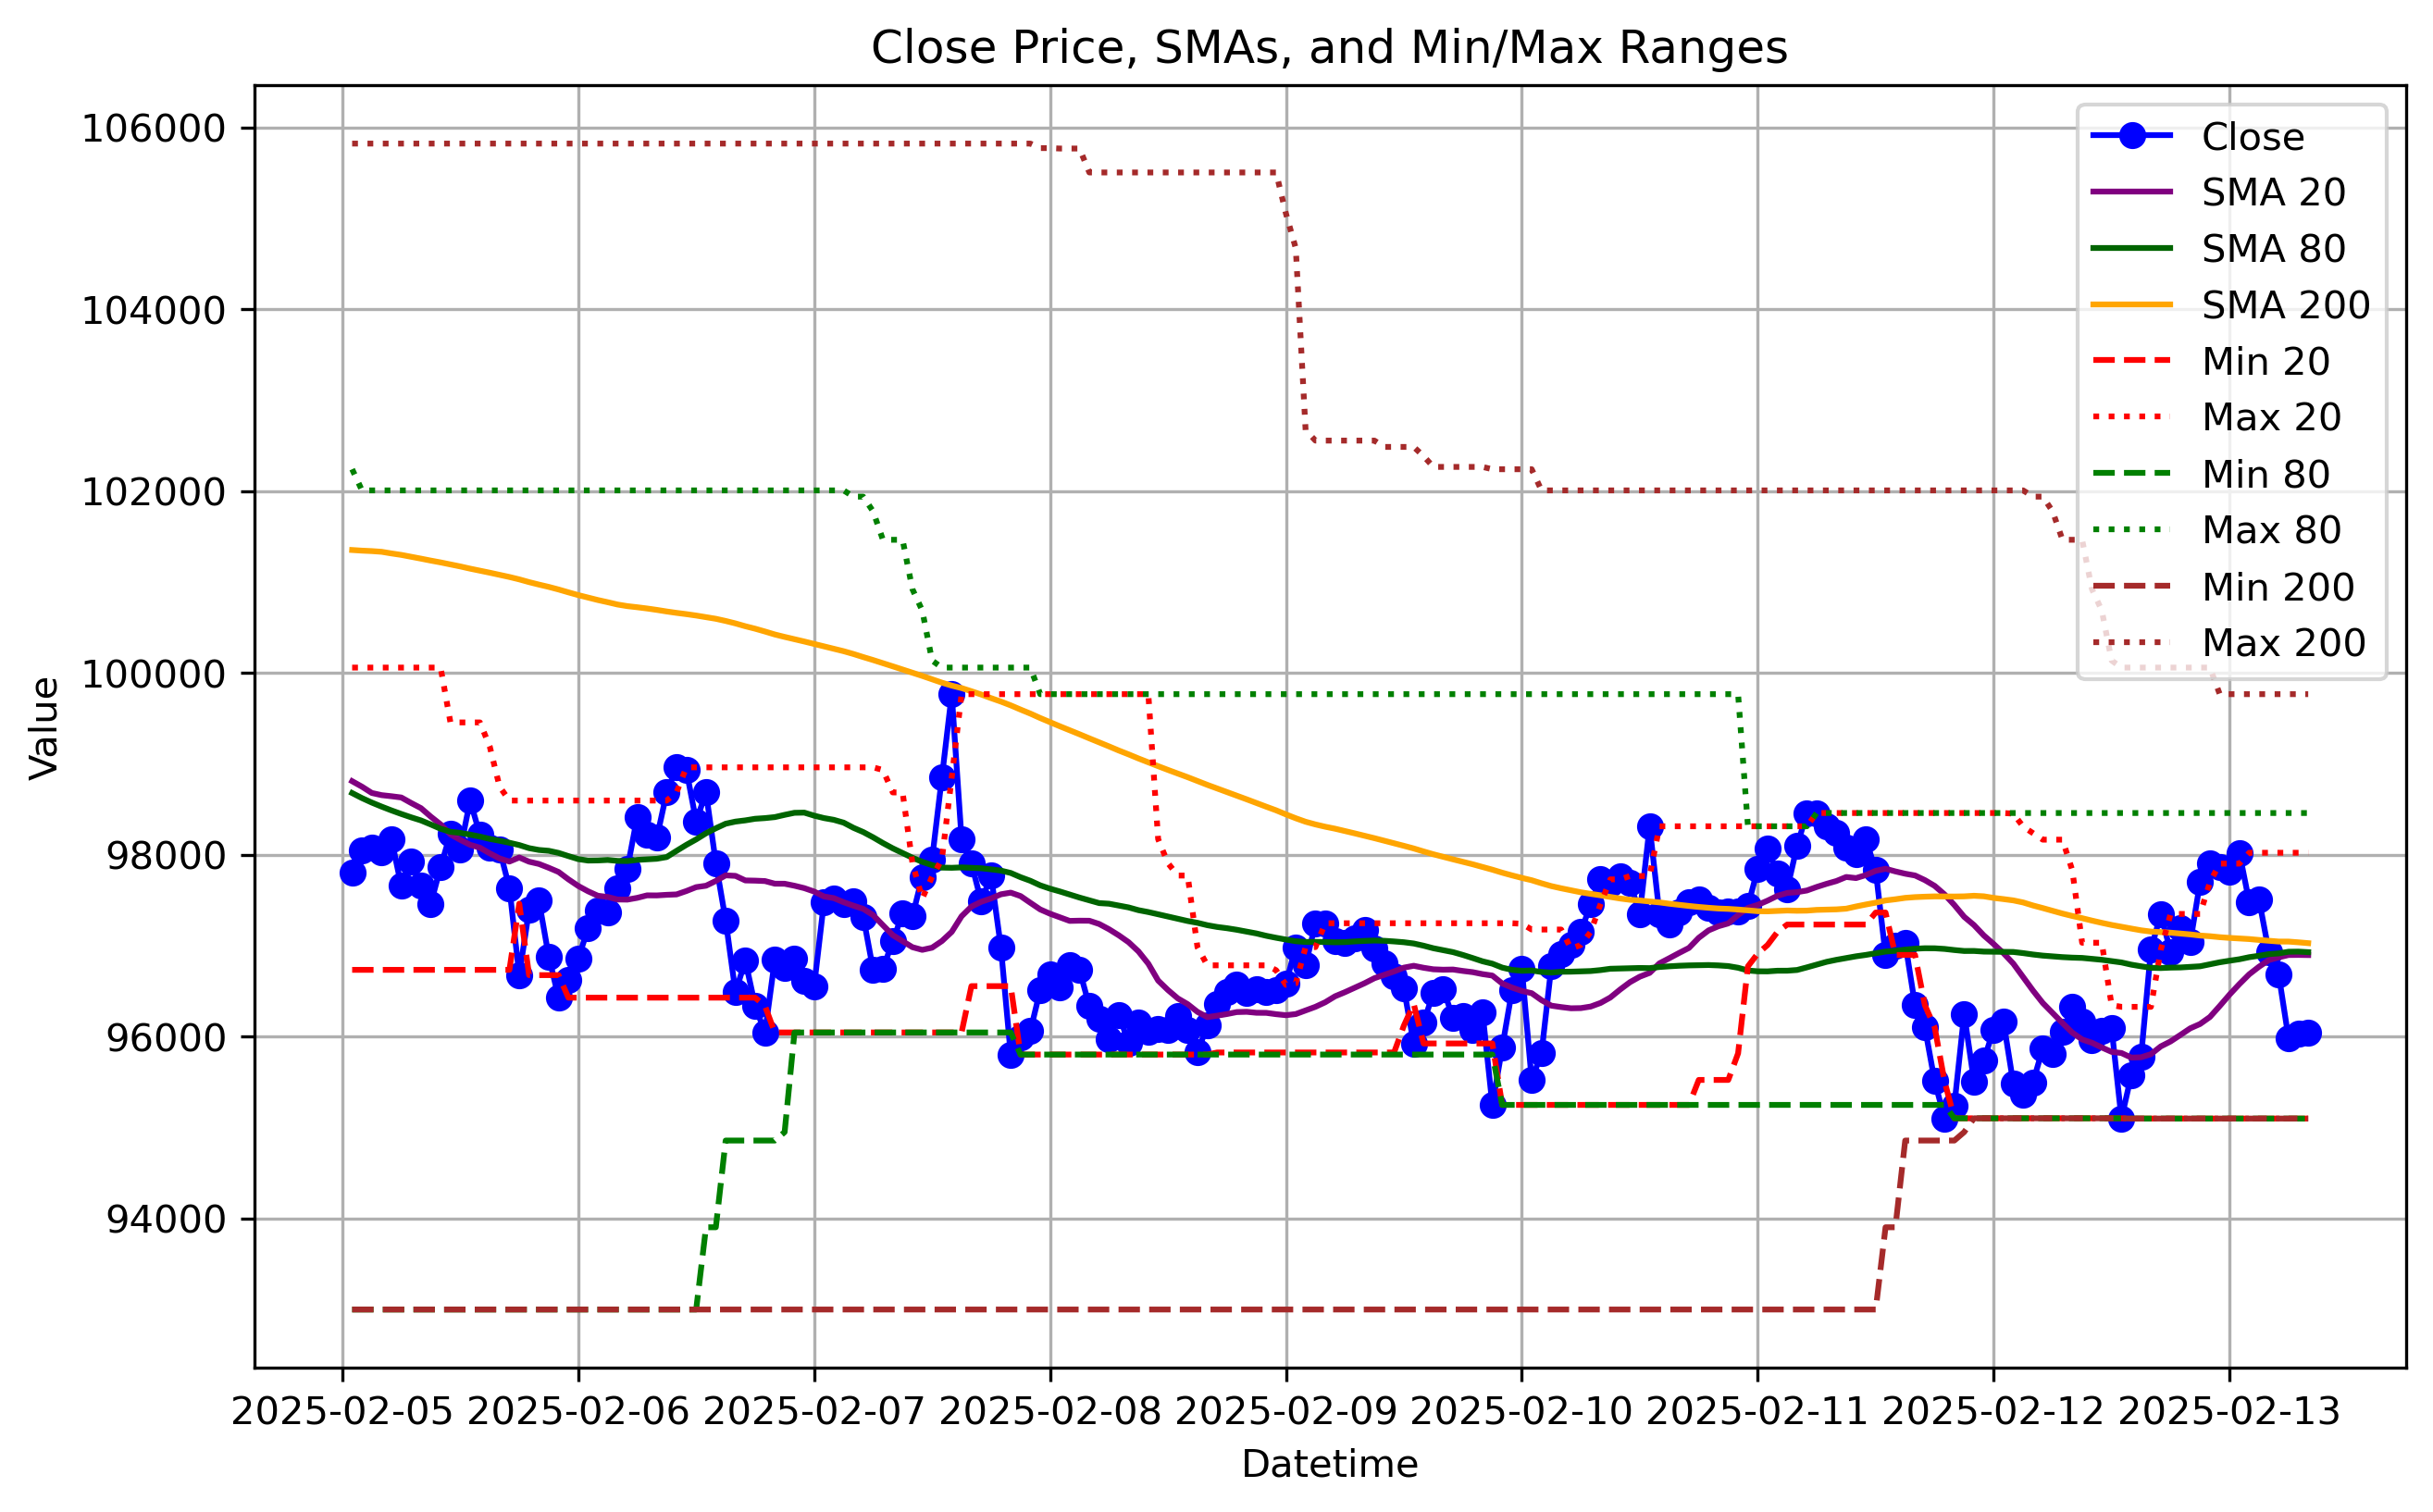 Close Price, SMAs, and Min/Max Ranges
106000
104000
102000
100000
98000
96000
94000
Value
Close
SMA 20
SMA 80
SMA 200
Min 20
Max 20
Min 80
Max 80
Min 200
Max 200
2025-02-05 2025-02-06 2025-02-07 2025-02-08 2025-02-09 2025-02-10 2025-02-11 2025-02-12 2025-02-13
Datetime